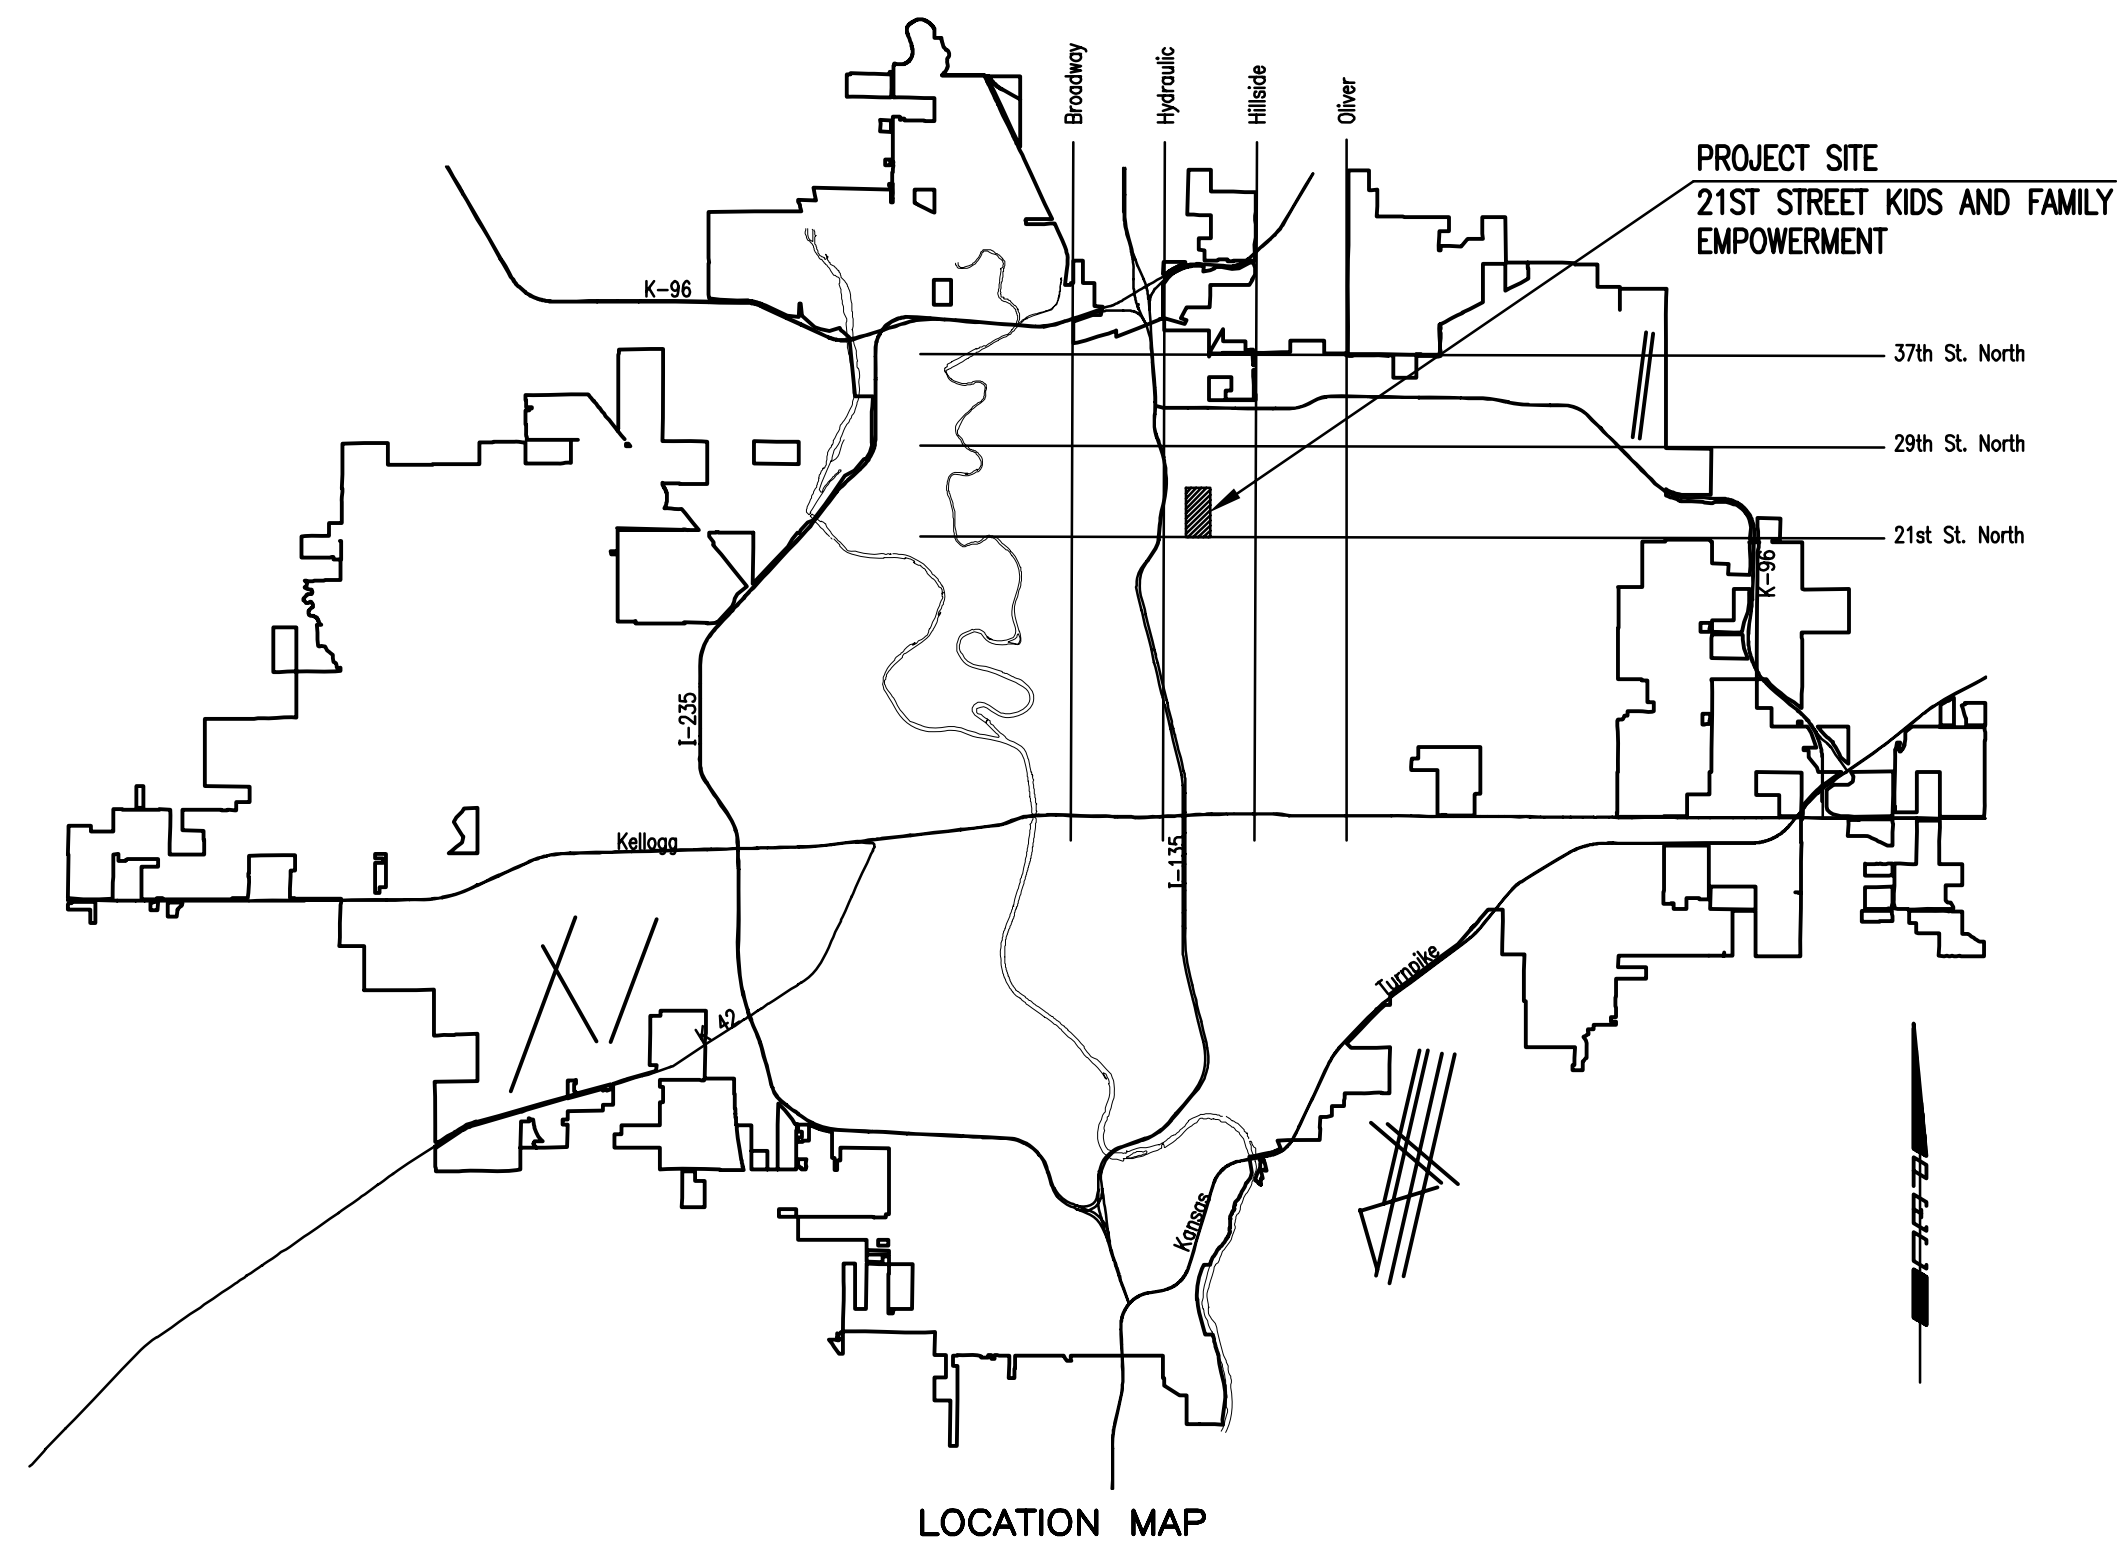 Broadway
Hydraulic
Hillside
Oliver
PROJECT SITE
21ST STREET KIDS AND FAMILY
EMPOWERMENT
K-96
37th St. North
29th St. North
21st St. North
K-96
I-235
Kellogg
I-135
Turnpike
K-42
Kansas
LOCATION MAP